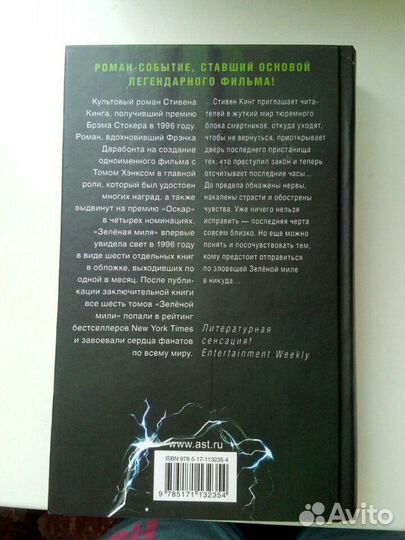 РОМАН-СОБЫТИЕ, СТАВШИЙ ОСНОВОЙ
ЛЕГЕНДАРНОГО ФИЛЬМА!
Культовый роман Стивена
Кинга, получивший премию
Брэма Стокера в 1996 году.
Роман, вдохновивший Фрэнка
Дарабонта на создание
одноименного фильма с
Томом Хэнксом в главной
роли, который был удостоен
многих наград, а также
выдвинут на премию «Оскар»
в четырех номинациях.
«Зелёная миля» впервые
увидела свет в 1996 году
в виде шести отдельных книг
в обложке, выходивших по
одной в месяц. После публи-
кации заключительной книги
все шесть томов «Зелёной
мили» попали в рейтинг
бестселлеров New York Times
и завоевали сердца фанатов
по всему миру.
...Стивен Кинг приглашает чита-
телей в жуткий мир тюремного
блока смертников, откуда уходят,
чтобы не вернуться, приоткрывает
дверь последнего пристанища
тех, кто преступил закон и теперь
отсчитывает последние часы...
До предела обнажены нервы,
накалены страсти и обострены
чувства. Уже ничего нельзя
исправить — последняя черта
совсем близко. Но еще можно
понять и посочувствовать тем,
кому предстоит отправиться
по зловещей Зелёной миле
в никуда...
Литературная
сенсация!
Entertainment Weekly
www.ast.ru
ISBN 978-5-17-113235-4
9 785171 132354
Avito